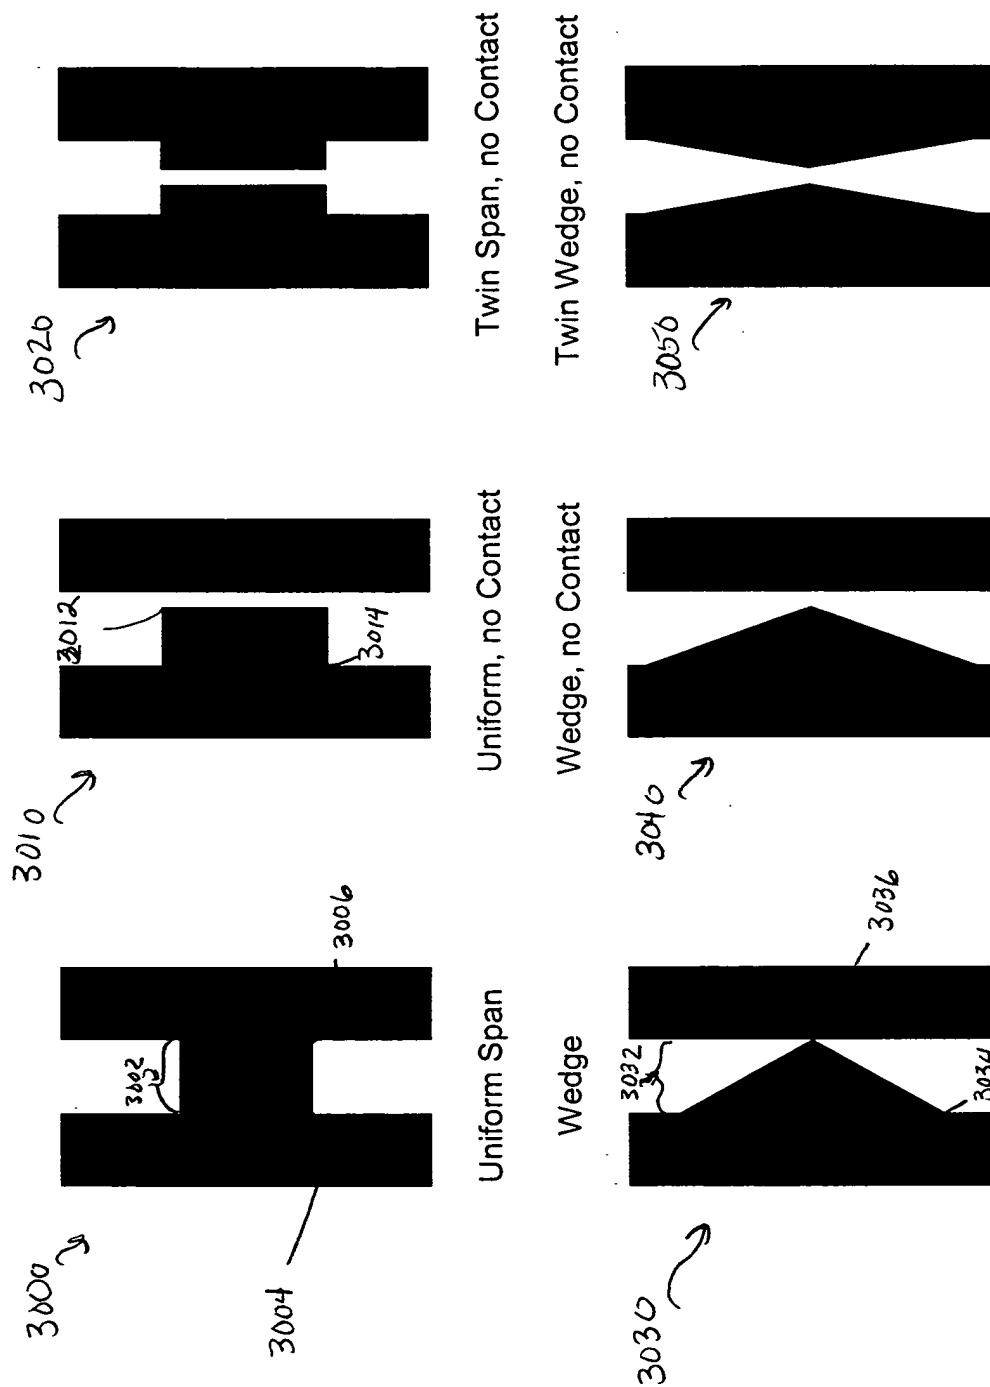 3000
3002
3004
3006
Uniform Span
3010
3012
3014
Uniform, no Contact
3020
Twin Span, no Contact
Wedge
3030
3032
3034
3036
Wedge, no Contact
3040
Twin Wedge, no Contact
3050